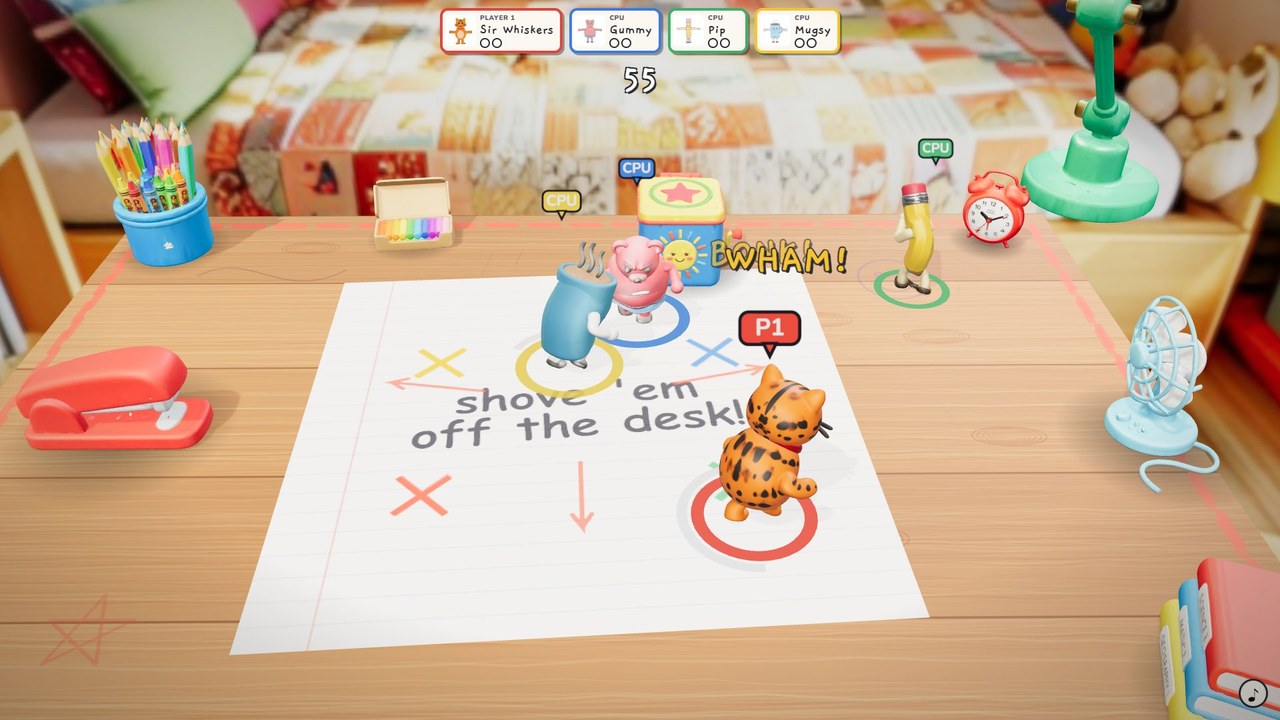 PLAYER 1
Sir Whiskers
CPU
Gummy
CPU
Pip
CPU
Mugsy
55
CPU
CPU
CPU
WHAM!
P1
shove 'em
off the desk!